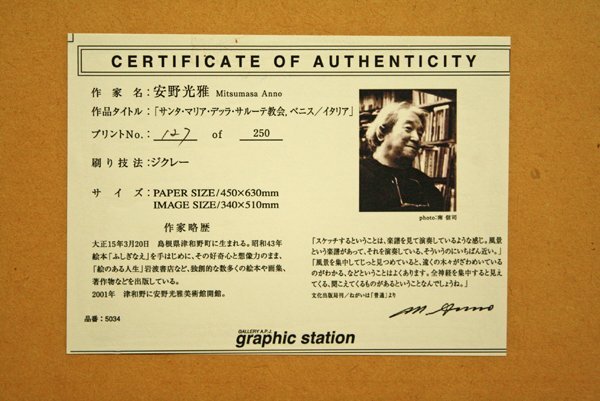 CERTIFICATE OF AUTHENTICITY
作 家 名：安野光雅 Mitsumasa Anno
作品タイトル：「サンタ・マリア・デッラ・サルーテ教会, ベニス／イタリア」
プリントNo.： 127 of 250
刷り技法：ジクレー
サ イ ズ：PAPER SIZE/450×630mm
IMAGE SIZE/340×510mm
photo:南 信司
作家略歴
大正15年3月20日 島根県津和野町に生まれる。昭和43年
絵本「ふしぎなえ」を手はじめに、その好奇心と想像力のまま、
「絵のある人生」岩波書店など、独創的な数多くの絵本や画集、
著作物などを出版している。
2001年 津和野に安野光雅美術館開館。
品番：5034
「スケッチするということは、楽譜を見て演奏しているような感じ。風景
という楽譜があって、それを演奏している、そういうのにいちばん近い。」
「風景を集中してじっと見つめていると、遠くの木々がざわめいている
のがわかる、などということはよくあります。全神経を集中すると見え
てくる、聞こえてくるものがあるということなんでしょうね。」
文化出版局刊／ねがいは「普通」より
M. Anno
GALLERY A.P.J.
graphic station